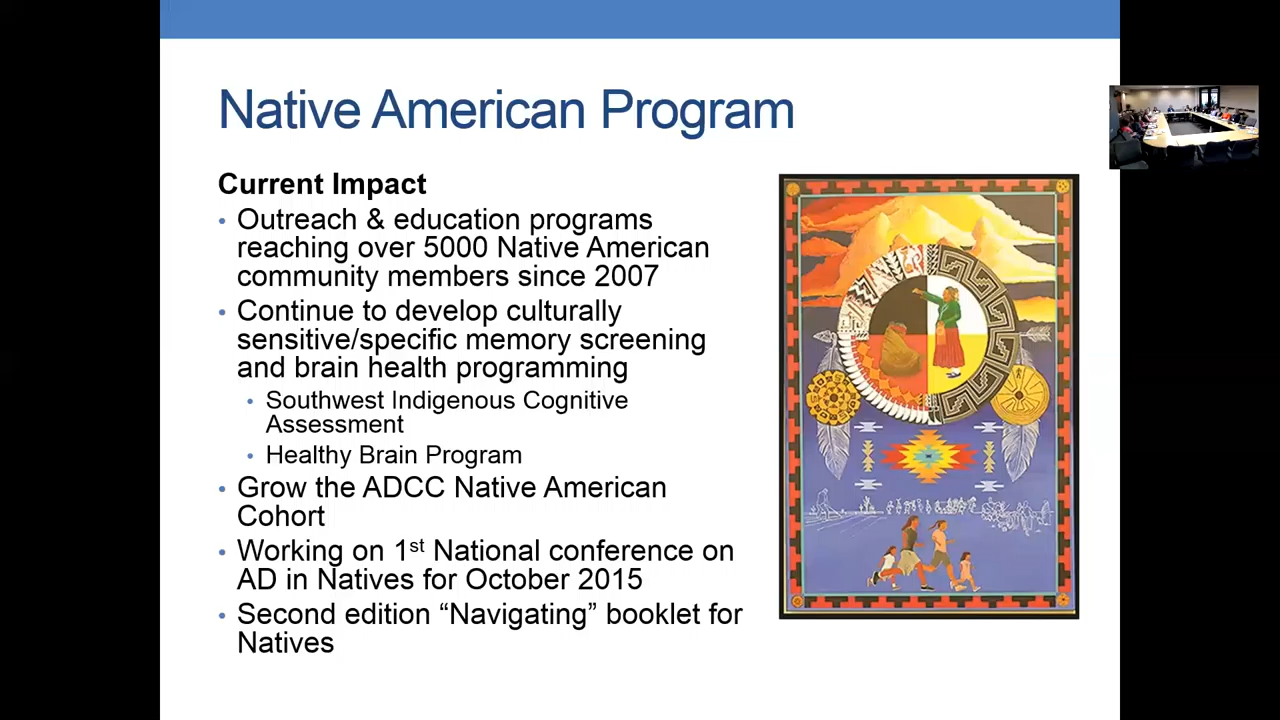 Native American Program
Current Impact
• Outreach & education programs
reaching over 5000 Native American
community members since 2007
• Continue to develop culturally
sensitive/specific memory screening
and brain health programming
• Southwest Indigenous Cognitive
Assessment
• Healthy Brain Program
• Grow the ADCC Native American
Cohort
• Working on 1st National conference on
AD in Natives for October 2015
• Second edition “Navigating” booklet for
Natives